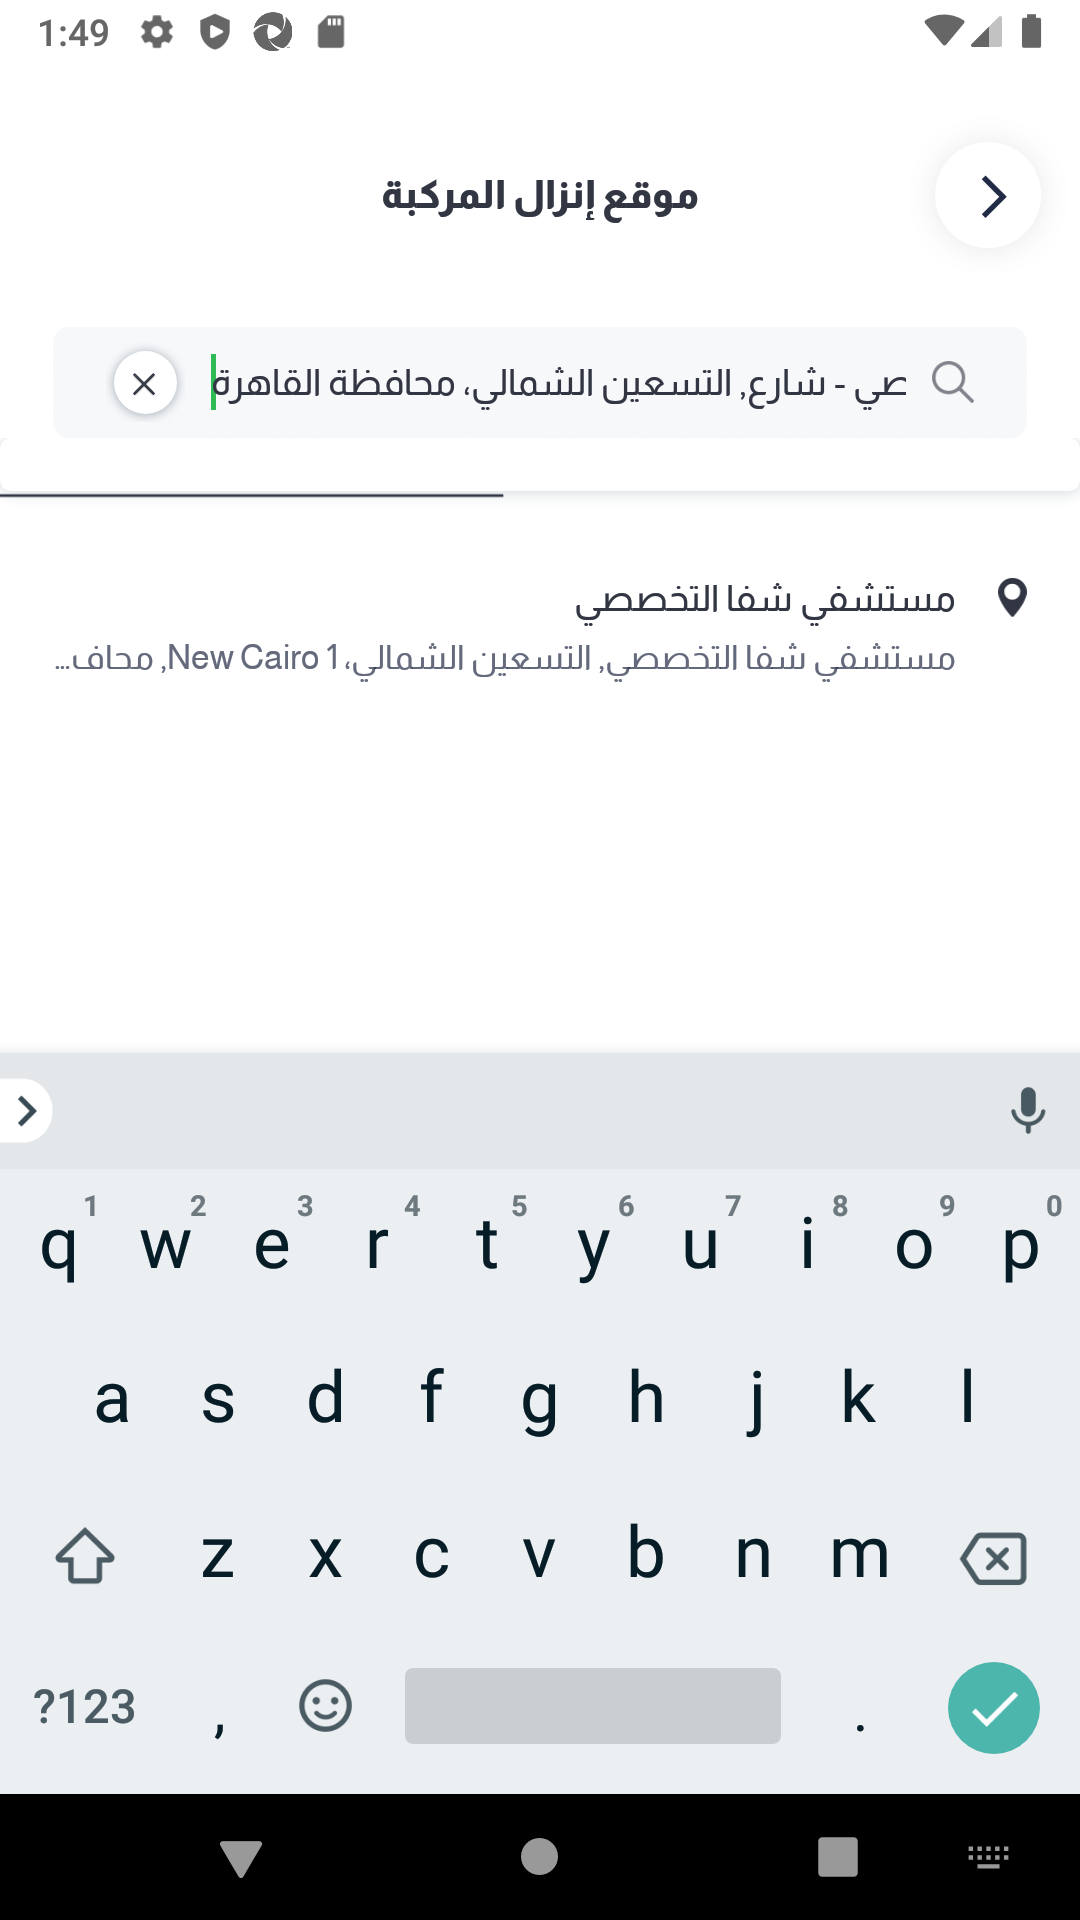 1:49
موقع إنزال المركبة
صي - شارع, التسعين الشمالي، محافظة القاهرة
مستشفي شفا التخصصي
مستشفي شفا التخصصي, التسعين الشمالي، New Cairo 1, محاف...
q 1 w 2 e 3 r 4 t 5 y 6 u 7 i 8 o 9 p 0
a s d f g h j k l
z x c v b n m
?123 , .